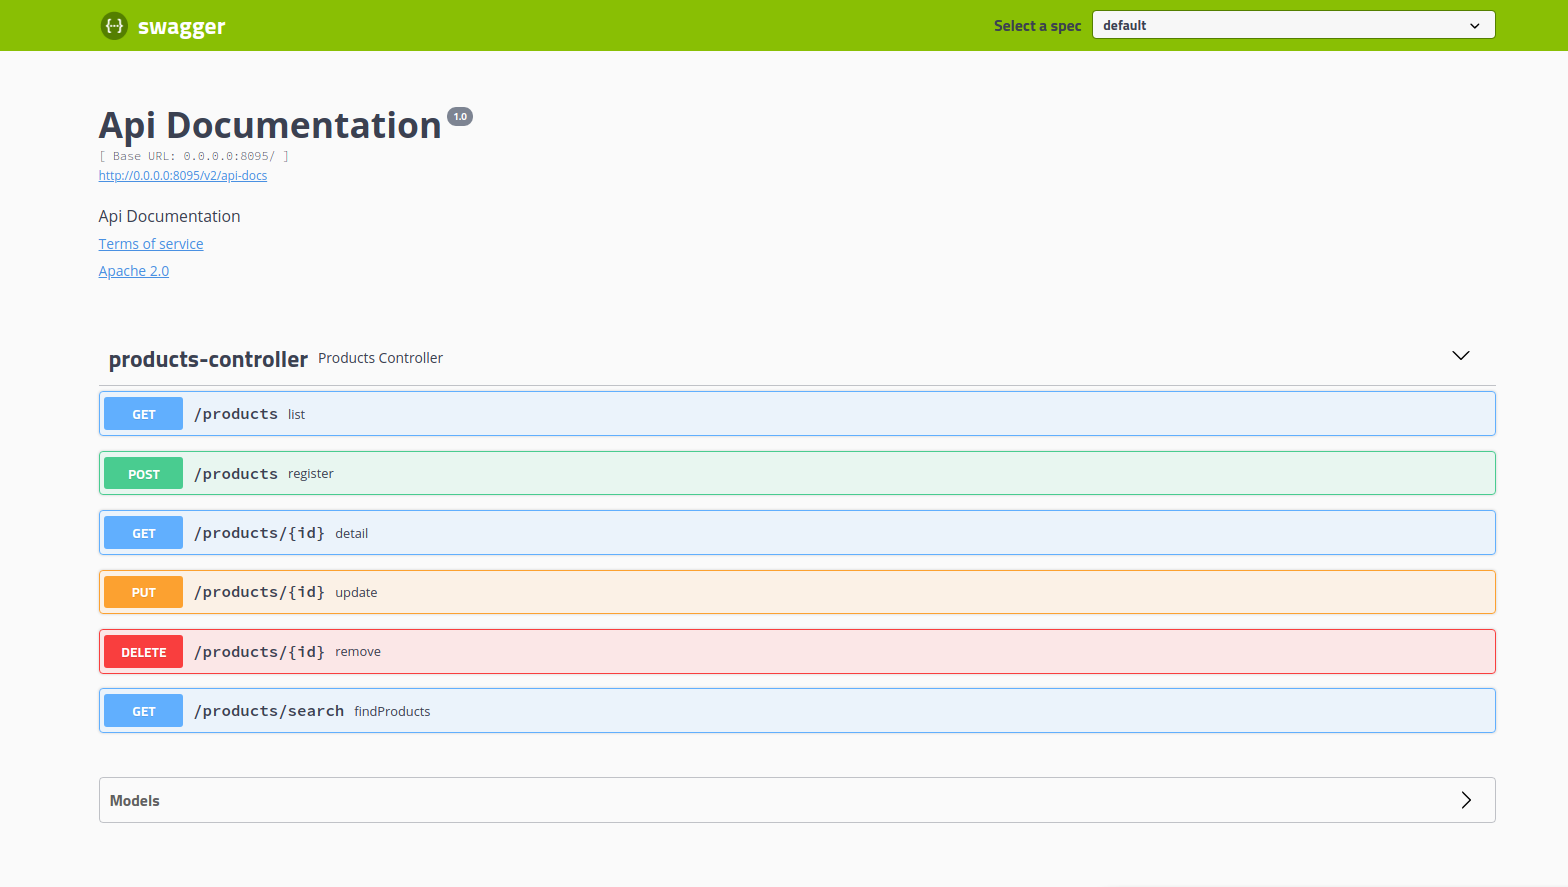 {···} swagger
Select a spec default
Api Documentation 1.0
[ Base URL: 0.0.0.0:8095/ ]
http://0.0.0.0:8095/v2/api-docs
Api Documentation
Terms of service
Apache 2.0
products-controller Products Controller
GET /products list
POST /products register
GET /products/{id} detail
PUT /products/{id} update
DELETE /products/{id} remove
GET /products/search findProducts
Models